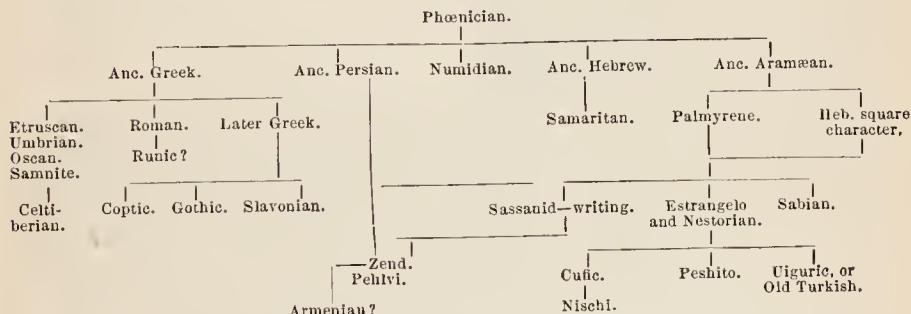 Phœnician.
Anc. Greek. Anc. Persian. Numidian. Anc. Hebrew. Anc. Aramæan.
Etruscan. Roman. Later Greek. Samaritan. Palmyrene. Heb. square
Umbrian. character,
Oscan. Runic?
Samnite.
Celti- Coptic. Gothic. Slavonian. Sassanid—writing. Estrangelo Sabian.
berian. and Nestorian.
Zend. Cufic. Peshito. Uiguric, or
Pehlvi. Old Turkish,
Armenian? Nischi.